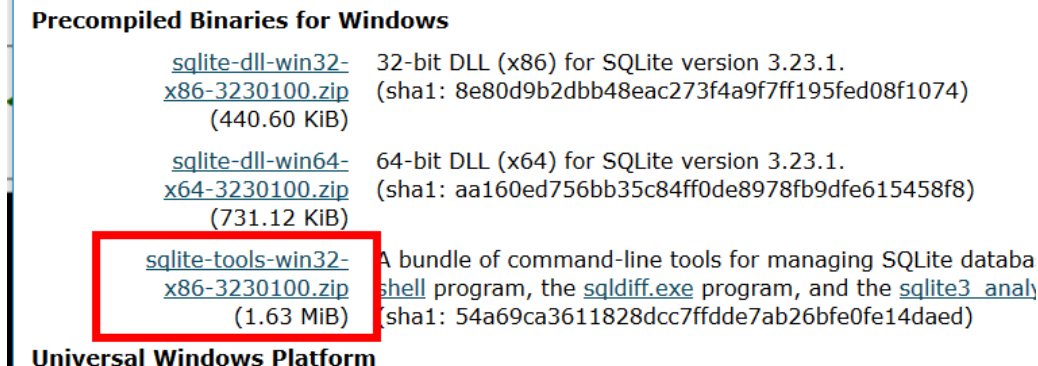 Precompiled Binaries for Windows
sqlite-dll-win32- 32-bit DLL (x86) for SQLite version 3.23.1.
x86-3230100.zip (sha1: 8e80d9b2dbb48eac273f4a9f7ff195fed08f1074)
(440.60 KiB)
sqlite-dll-win64- 64-bit DLL (x64) for SQLite version 3.23.1.
x64-3230100.zip (sha1: aa160ed756bb35c84ff0de8978fb9dfe615458f8)
(731.12 KiB)
sqlite-tools-win32- A bundle of command-line tools for managing SQLite databa
x86-3230100.zip shell program, the sqldiff.exe program, and the sqlite3_analy
(1.63 MiB) (sha1: 54a69ca3611828dcc7ffdde7ab26bfe0fe14daed)
Universal Windows Platform